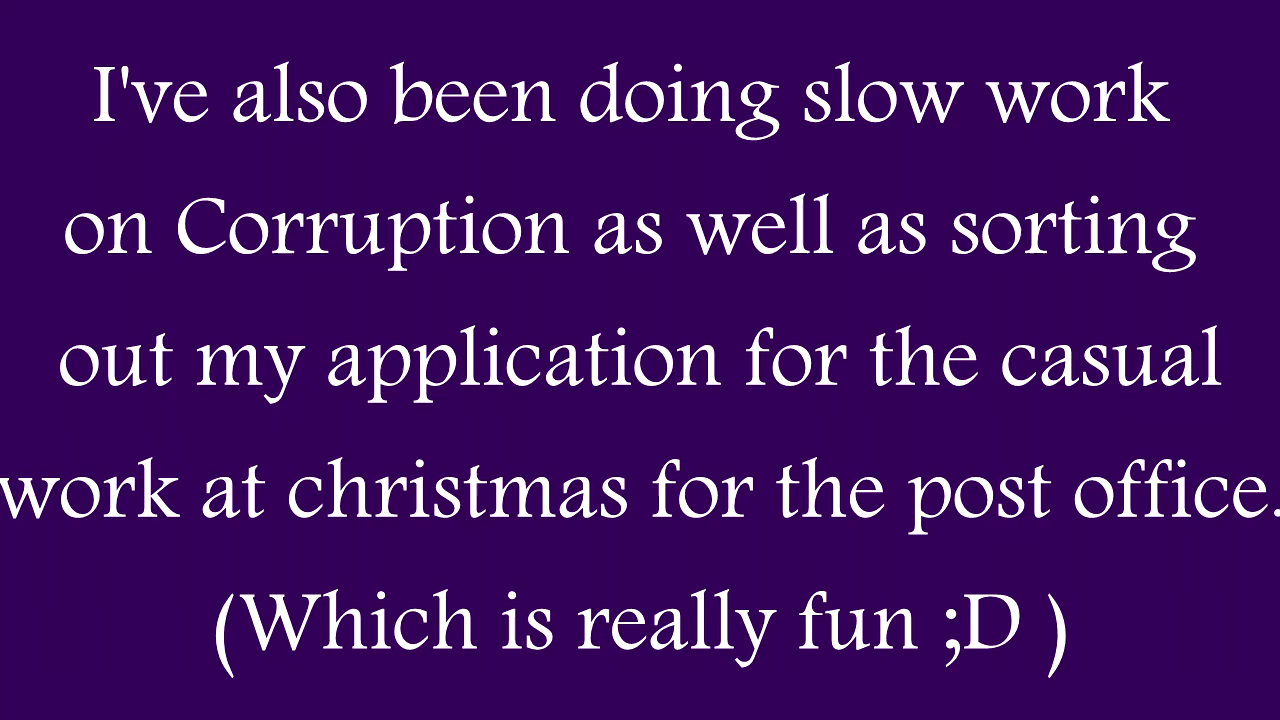 I've also been doing slow work
on Corruption as well as sorting
out my application for the casual
work at christmas for the post office.
(Which is really fun ;D )